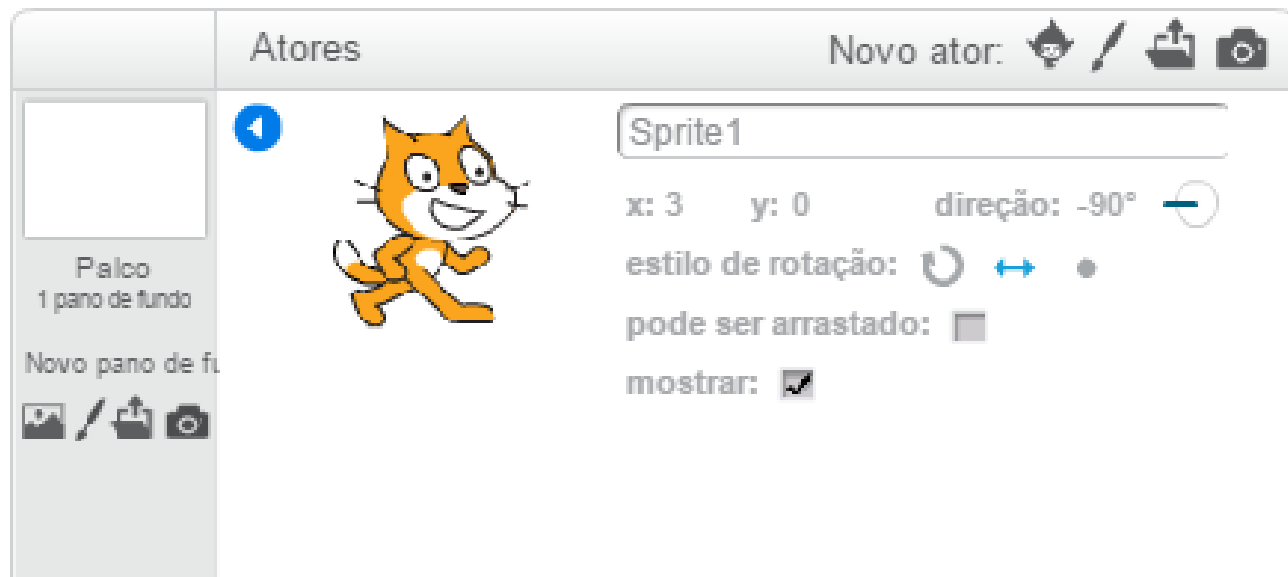 Atores
Novo ator:
Sprite1
x: 3 y: 0 direção: -90°
estilo de rotação:
pode ser arrastado:
mostrar:
Palco
1 pano de fundo
Novo pano de fu